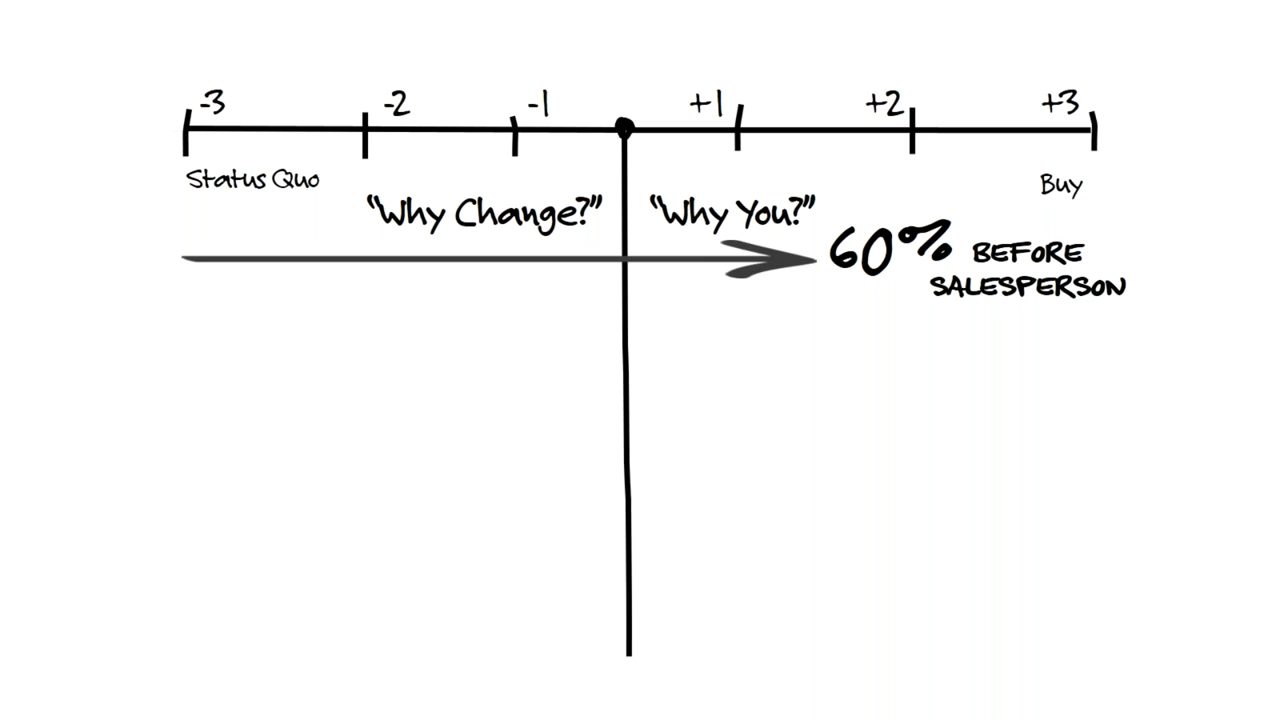 -3 -2 -1 +1 +2 +3
Status Quo Buy
"Why Change?" "Why You?"
60% BEFORE
SALESPERSON